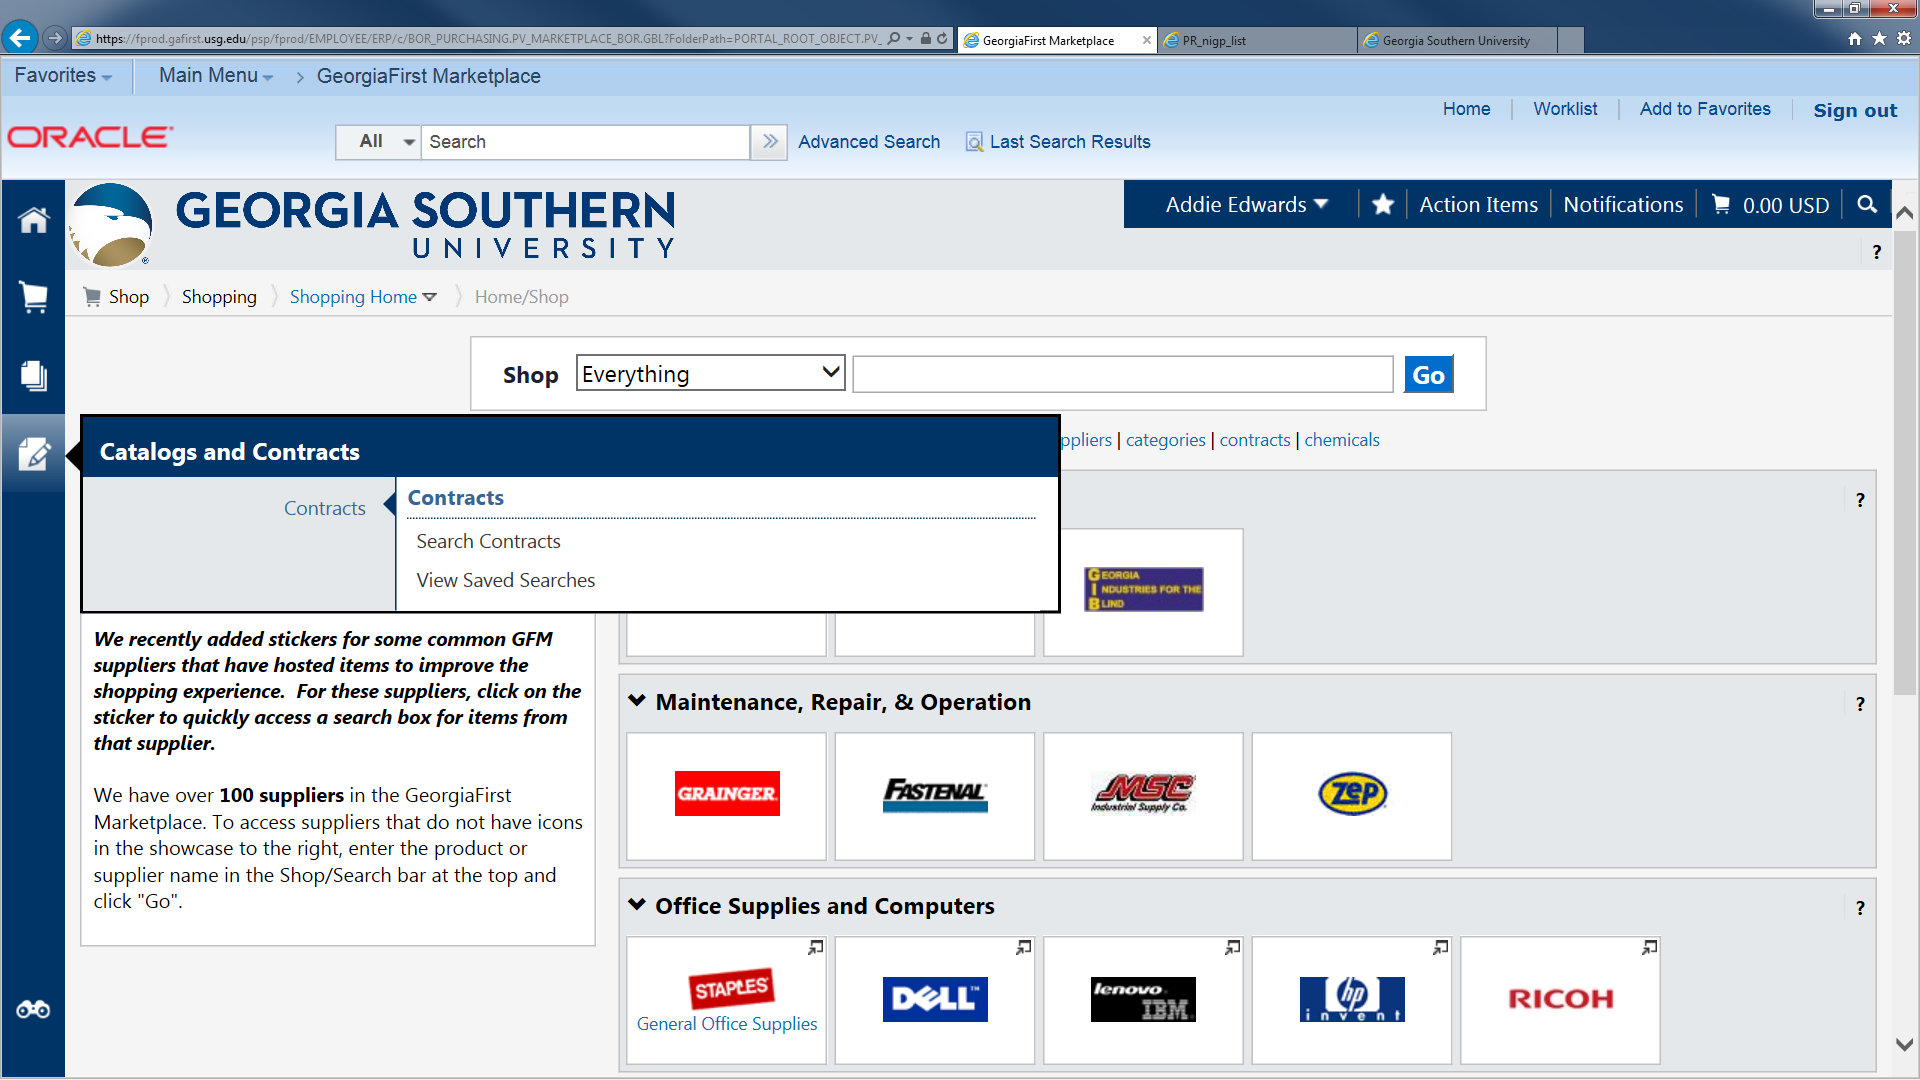 https://fprod.gafirst.usg.edu/psp/fprod/EMPLOYEE/ERP/c/BOR_PURCHASING.PV_MARKETPLACE_BOR.GBL?FolderPath=PORTAL_ROOT_OBJECT.PV_
GeorgiaFirst Marketplace
PR_nigp_list
Georgia Southern University
Favorites
Main Menu
GeorgiaFirst Marketplace
Home
Worklist
Add to Favorites
Sign out
ORACLE
All
Search
Advanced Search
Last Search Results
GEORGIA SOUTHERN
UNIVERSITY
Addie Edwards
Action Items
Notifications
0.00 USD
?
Shop
Shopping
Shopping Home
Home/Shop
Shop
Everything
Go
ppliers | categories | contracts | chemicals
Catalogs and Contracts
Contracts
Contracts
Search Contracts
View Saved Searches
?
GEORGIA
INDUSTRIES FOR THE
BLIND
We recently added stickers for some common GFM
suppliers that have hosted items to improve the
shopping experience. For these suppliers, click on the
sticker to quickly access a search box for items from
that supplier.
We have over 100 suppliers in the GeorgiaFirst
Marketplace. To access suppliers that do not have icons
in the showcase to the right, enter the product or
supplier name in the Shop/Search bar at the top and
click "Go".
Maintenance, Repair, & Operation
?
GRAINGER
FASTENAL
MSC
Industrial Supply Co.
ZEP
Office Supplies and Computers
?
STAPLES
General Office Supplies
DELL™
lenovo
IBM
hp
invent
RICOH